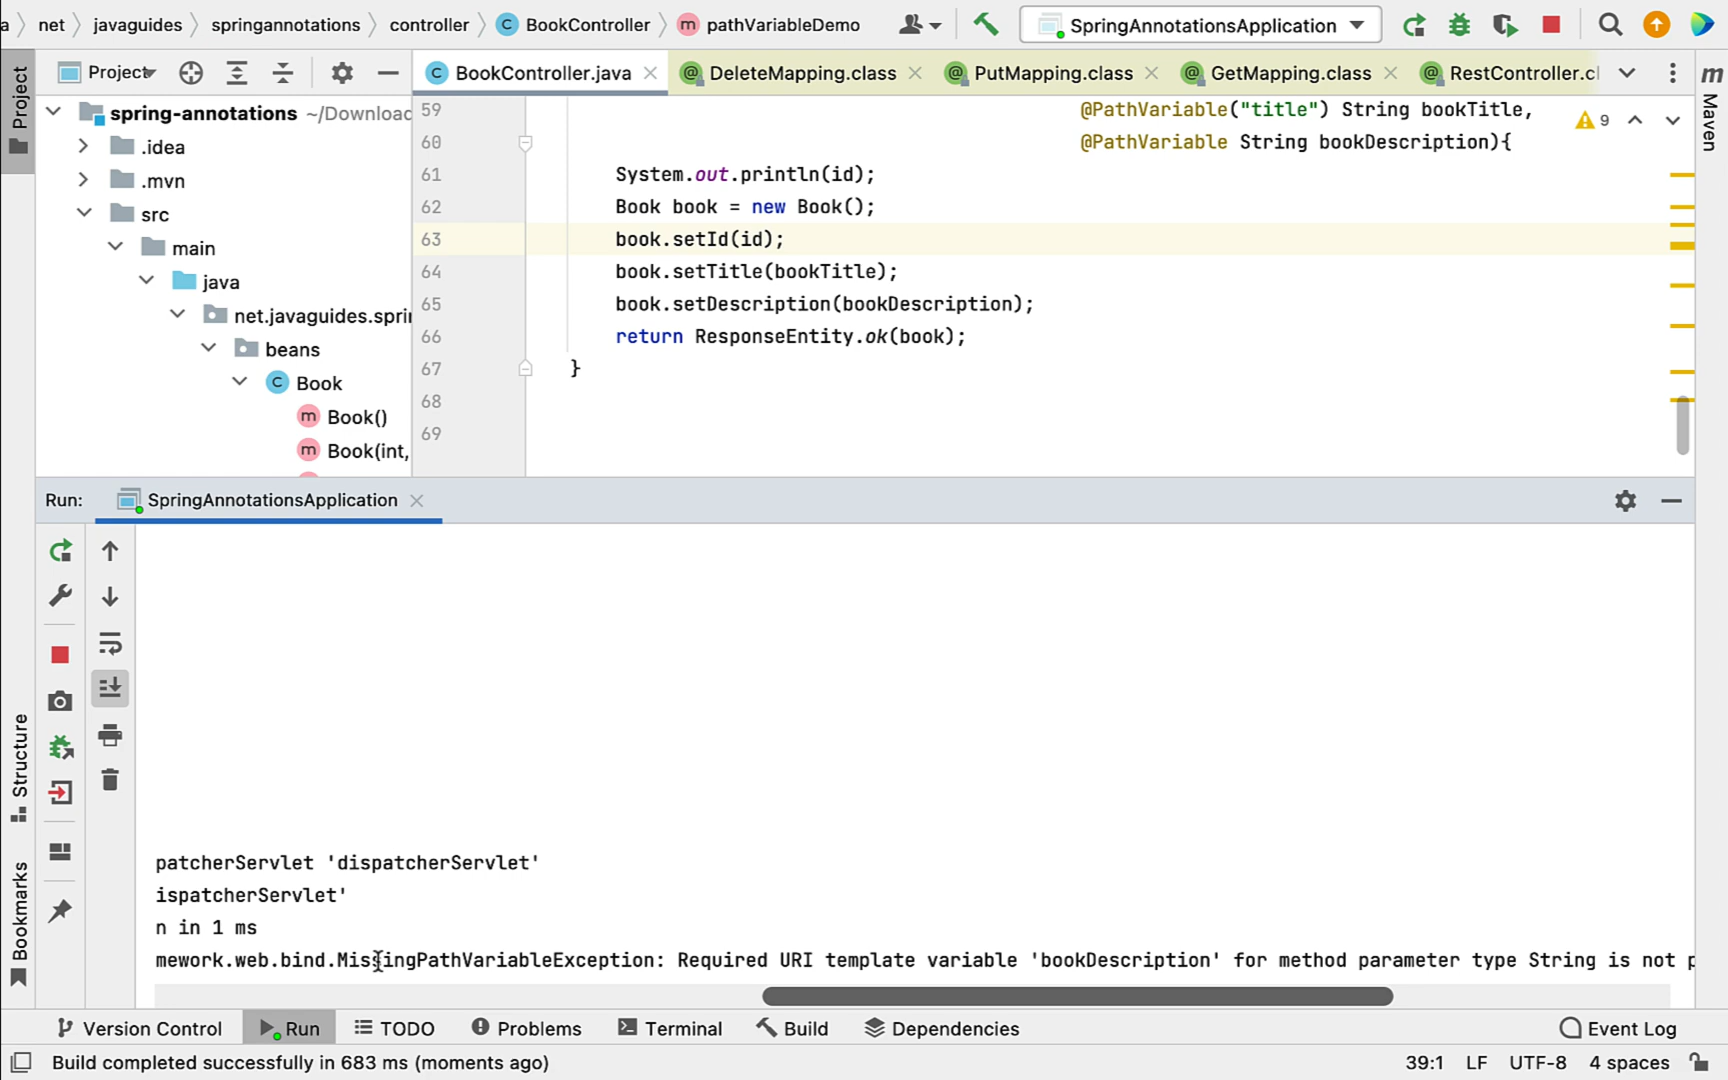 a net javaguides springannotations controller BookController pathVariableDemo SpringAnnotationsApplication
Project BookController.java DeleteMapping.class PutMapping.class GetMapping.class RestController.cl
spring-annotations ~/Download
.idea
.mvn
src
main
java
net.javaguides.sprin
beans
Book
Book()
Book(int,
59 @PathVariable("title") String bookTitle,
9
60 @PathVariable String bookDescription){
61 System.out.println(id);
62 Book book = new Book();
63 book.setId(id);
64 book.setTitle(bookTitle);
65 book.setDescription(bookDescription);
66 return ResponseEntity.ok(book);
67 }
68
69
Project
Structure
Bookmarks
m Maven
Run: SpringAnnotationsApplication
patcherServlet 'dispatcherServlet'
ispatcherServlet'
n in 1 ms
mework.web.bind.MissingPathVariableException: Required URI template variable 'bookDescription' for method parameter type String is not p
Version Control Run TODO Problems Terminal Build Dependencies Event Log
Build completed successfully in 683 ms (moments ago) 39:1 LF UTF-8 4 spaces